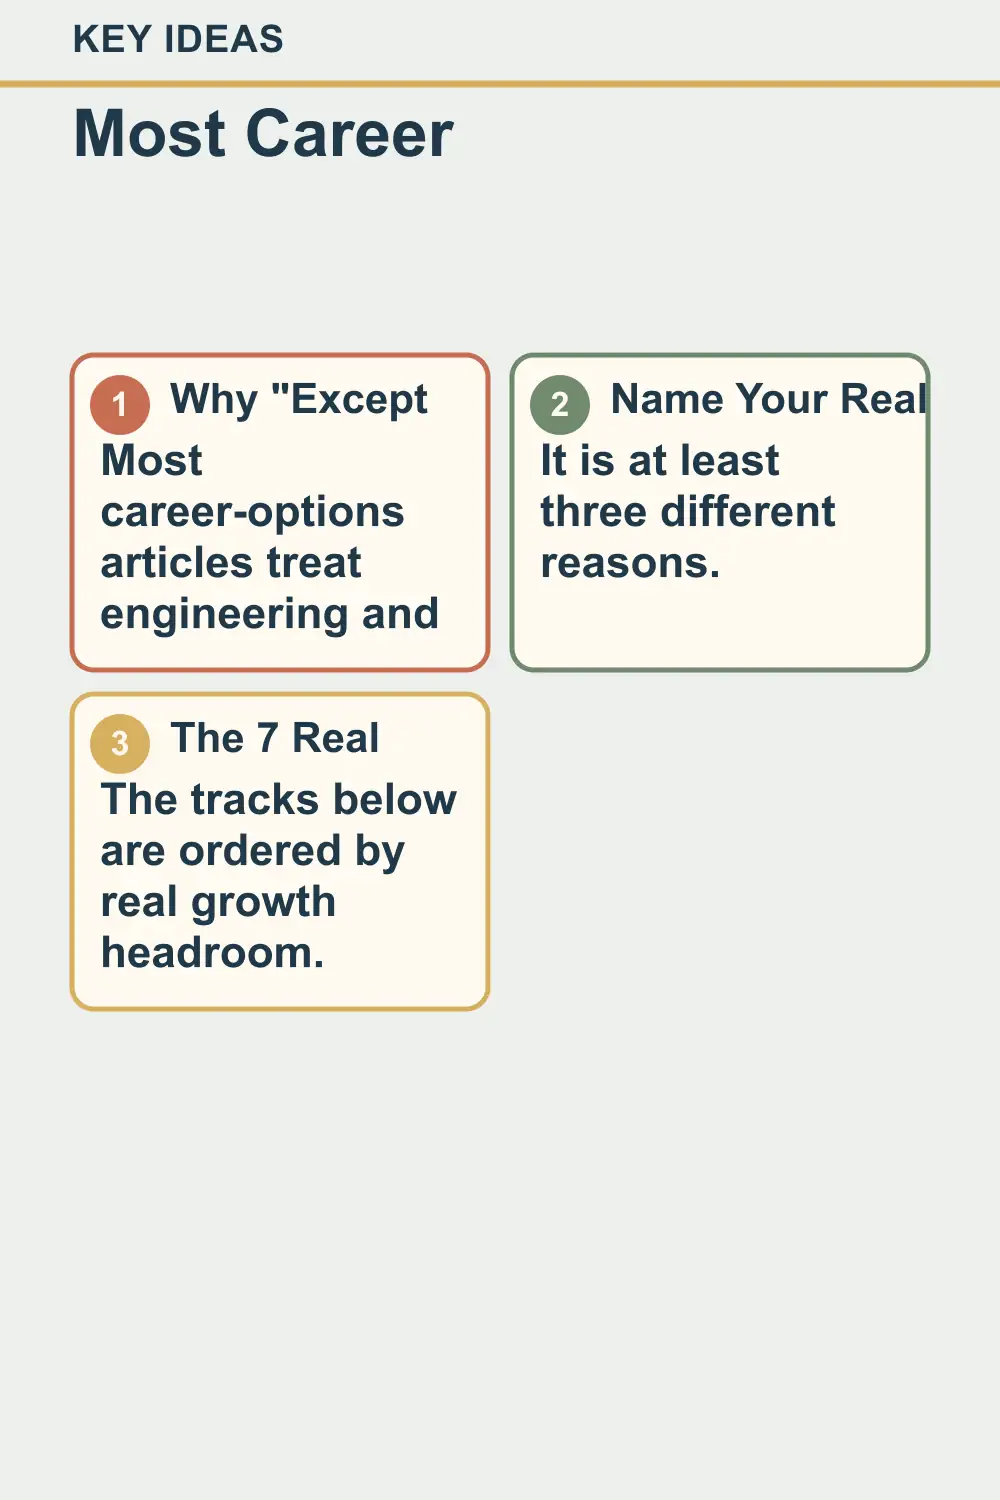 KEY IDEAS
Most Career
1
Why "Except
Most
career-options
articles treat
engineering and
2
Name Your Real
It is at least
three different
reasons.
3
The 7 Real
The tracks below
are ordered by
real growth
headroom.